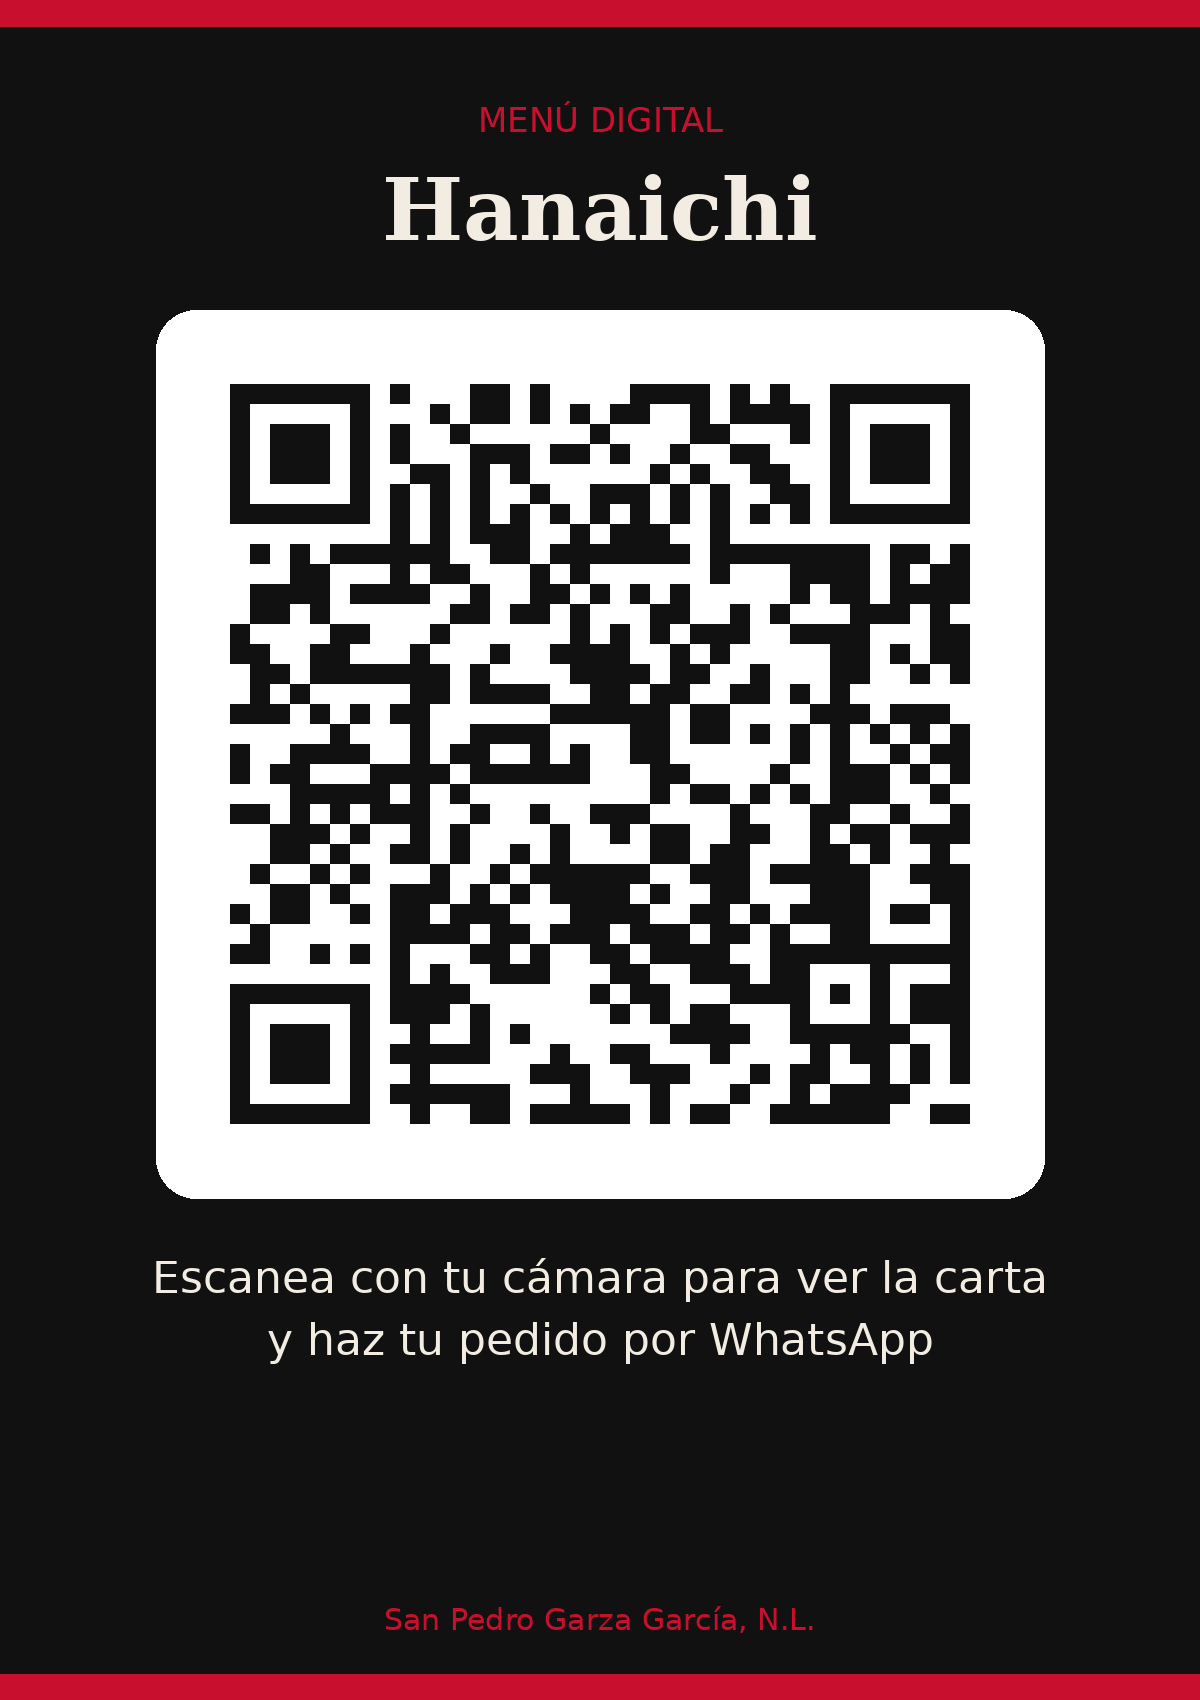 MENÚ DIGITAL
Hanaichi
Escanea con tu cámara para ver la carta
y haz tu pedido por WhatsApp
San Pedro Garza García, N.L.